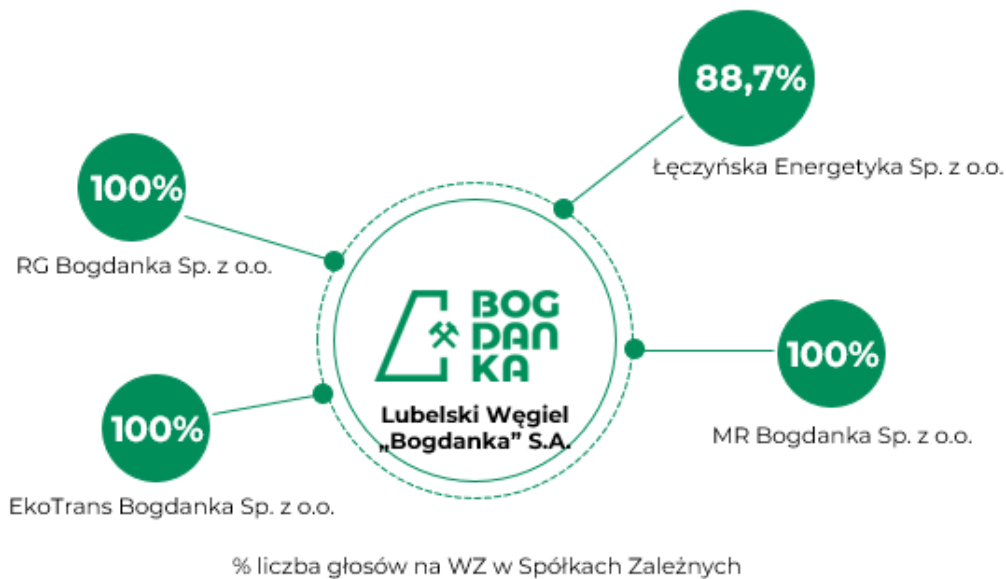 88,7%
Łęczyńska Energetyka Sp. z o.o.
100%
RG Bogdanka Sp. z o.o.
BOG
DAN
KA
Lubelski Węgiel
„Bogdanka” S.A.
100%
MR Bogdanka Sp. z o.o.
100%
EkoTrans Bogdanka Sp. z o.o.
% liczba głosów na WZ w Spółkach Zależnych